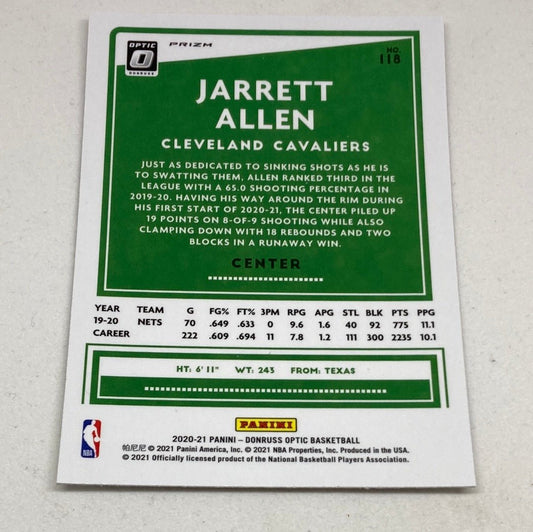 OPTIC
DONRUSS
PRIZM
NO.
118
JARRETT
ALLEN
CLEVELAND CAVALIERS
JUST AS DEDICATED TO SINKING SHOTS AS HE IS
TO SWATTING THEM, ALLEN RANKED THIRD IN THE
LEAGUE WITH A 65.0 SHOOTING PERCENTAGE IN
2019-20. HAVING HIS WAY AROUND THE RIM DURING
HIS FIRST START OF 2020-21, THE CENTER PILED UP
19 POINTS ON 8-OF-9 SHOOTING WHILE ALSO
CLAMPING DOWN WITH 18 REBOUNDS AND TWO
BLOCKS IN A RUNAWAY WIN.
CENTER
YEAR TEAM G FG% FT% 3PM RPG APG STL BLK PTS PPG
19-20 NETS 70 .649 .633 0 9.6 1.6 40 92 775 11.1
CAREER 222 .609 .694 11 7.8 1.2 111 300 2235 10.1
HT: 6' 11" WT: 243 FROM: TEXAS
PANINI
NBA
2020-21 PANINI – DONRUSS OPTIC BASKETBALL
帕尼尼 © 2021 Panini America, Inc. © 2021 NBA Properties, Inc. Produced in the USA.
© 2021 Officially licensed product of the National Basketball Players Association.